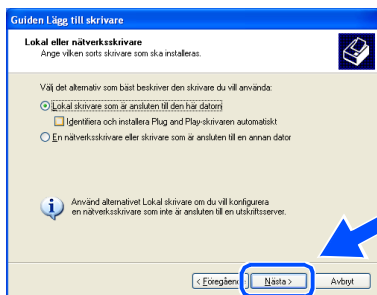 Guiden Lägg till skrivare
Lokal eller nätverksskrivare
Ange vilken sorts skrivare som ska installeras.
Välj det alternativ som bäst beskriver den skrivare du vill använda:
Lokal skrivare som är ansluten till den här datorn
Identifiera och installera Plug and Play-skrivaren automatiskt
En nätverksskrivare eller skrivare som är ansluten till en annan dator
Använd alternativet Lokal skrivare om du vill konfigurera
en nätverksskrivare som inte är ansluten till en utskriftsserver.
< Föregåen Nästa > Avbryt